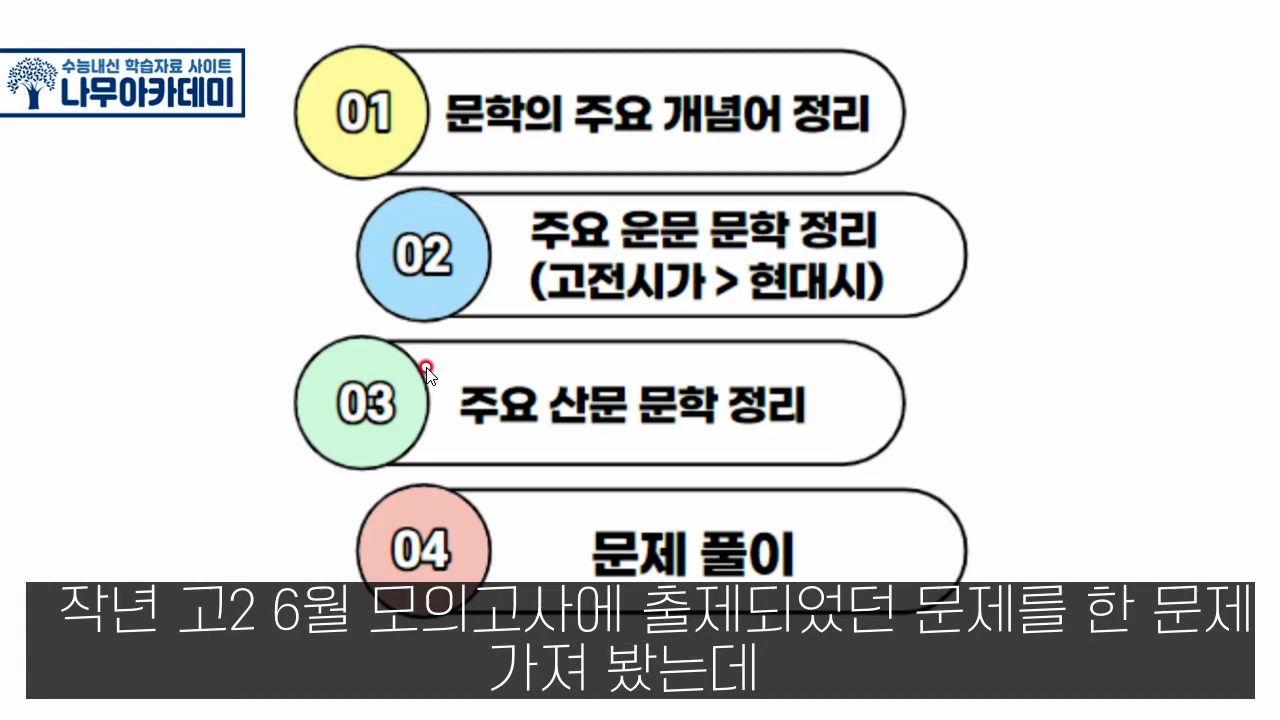 수능내신 학습자료 사이트
나무아카데미
01 문학의 주요 개념어 정리
02 주요 운문 문학 정리
(고전시가 > 현대시)
03 주요 산문 문학 정리
04 문제 풀이
작년 고2 6월 모의고사에 출제되었던 문제를 한 문제
가져 봤는데